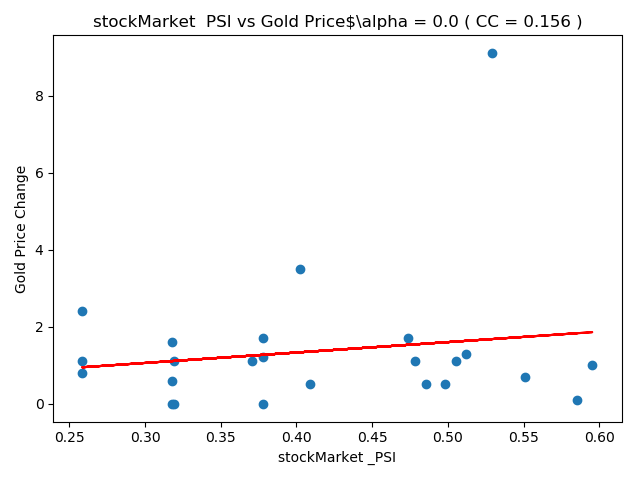 stockMarket  PSI vs Gold Price$\alpha = 0.0 ( CC = 0.156 )
8
6
4
2
0
Gold Price Change
0.25 0.30 0.35 0.40 0.45 0.50 0.55 0.60
stockMarket _PSI